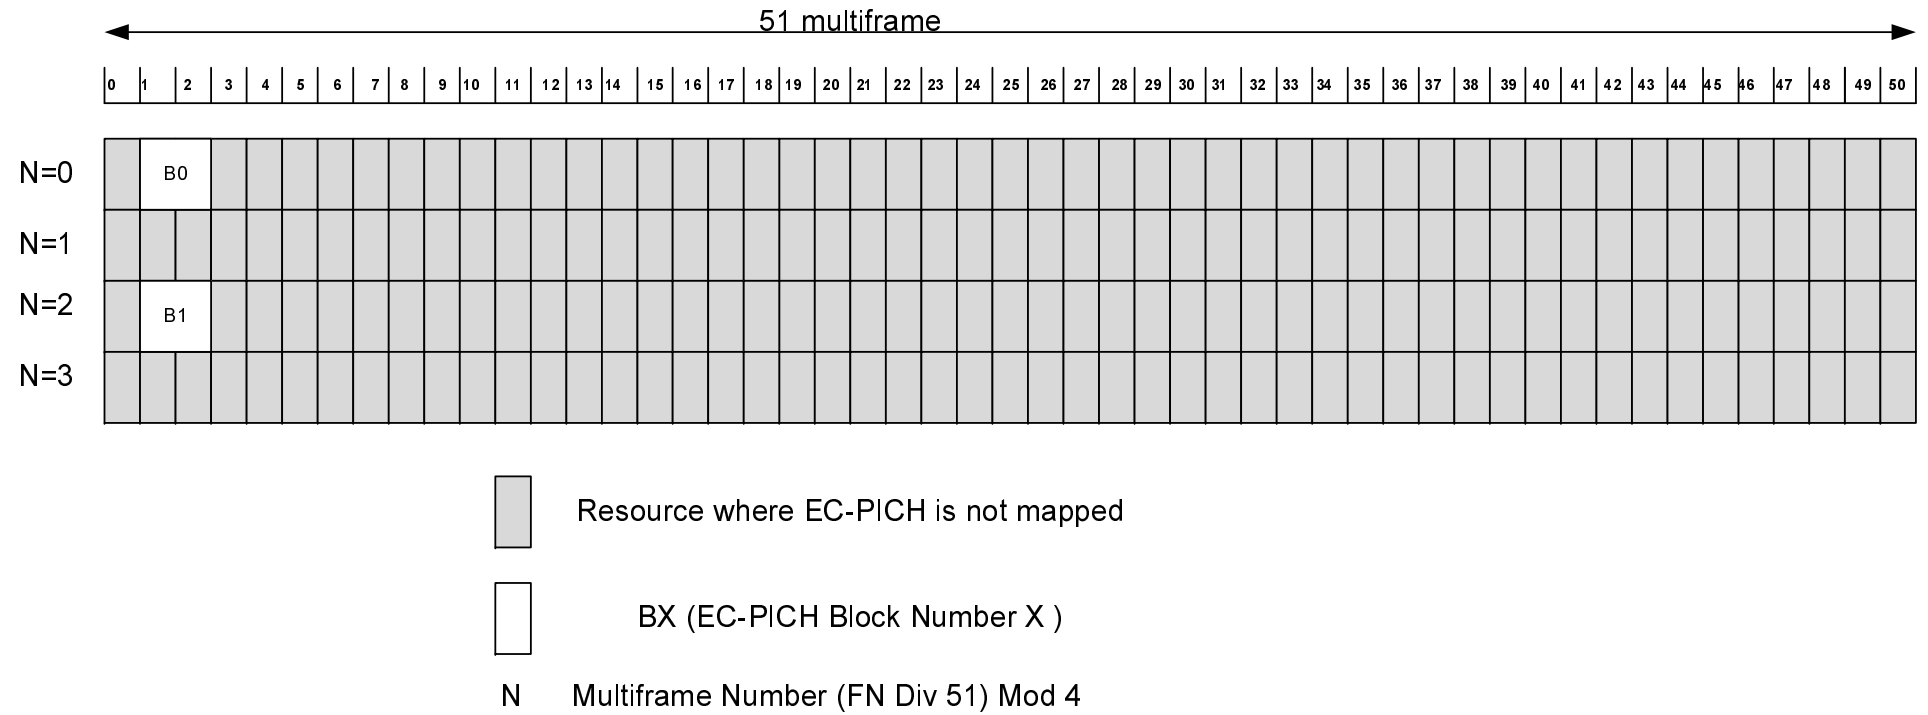 51 multiframe
0 1 2 3 4 5 6 7 8 9 10 11 12 13 14 15 16 17 18 19 20 21 22 23 24 25 26 27 28 29 30 31 32 33 34 35 36 37 38 39 40 41 42 43 44 45 46 47 48 49 50
N=0 B0
N=1
N=2 B1
N=3
Resource where EC-PICH is not mapped
BX (EC-PICH Block Number X )
N Multiframe Number (FN Div 51) Mod 4